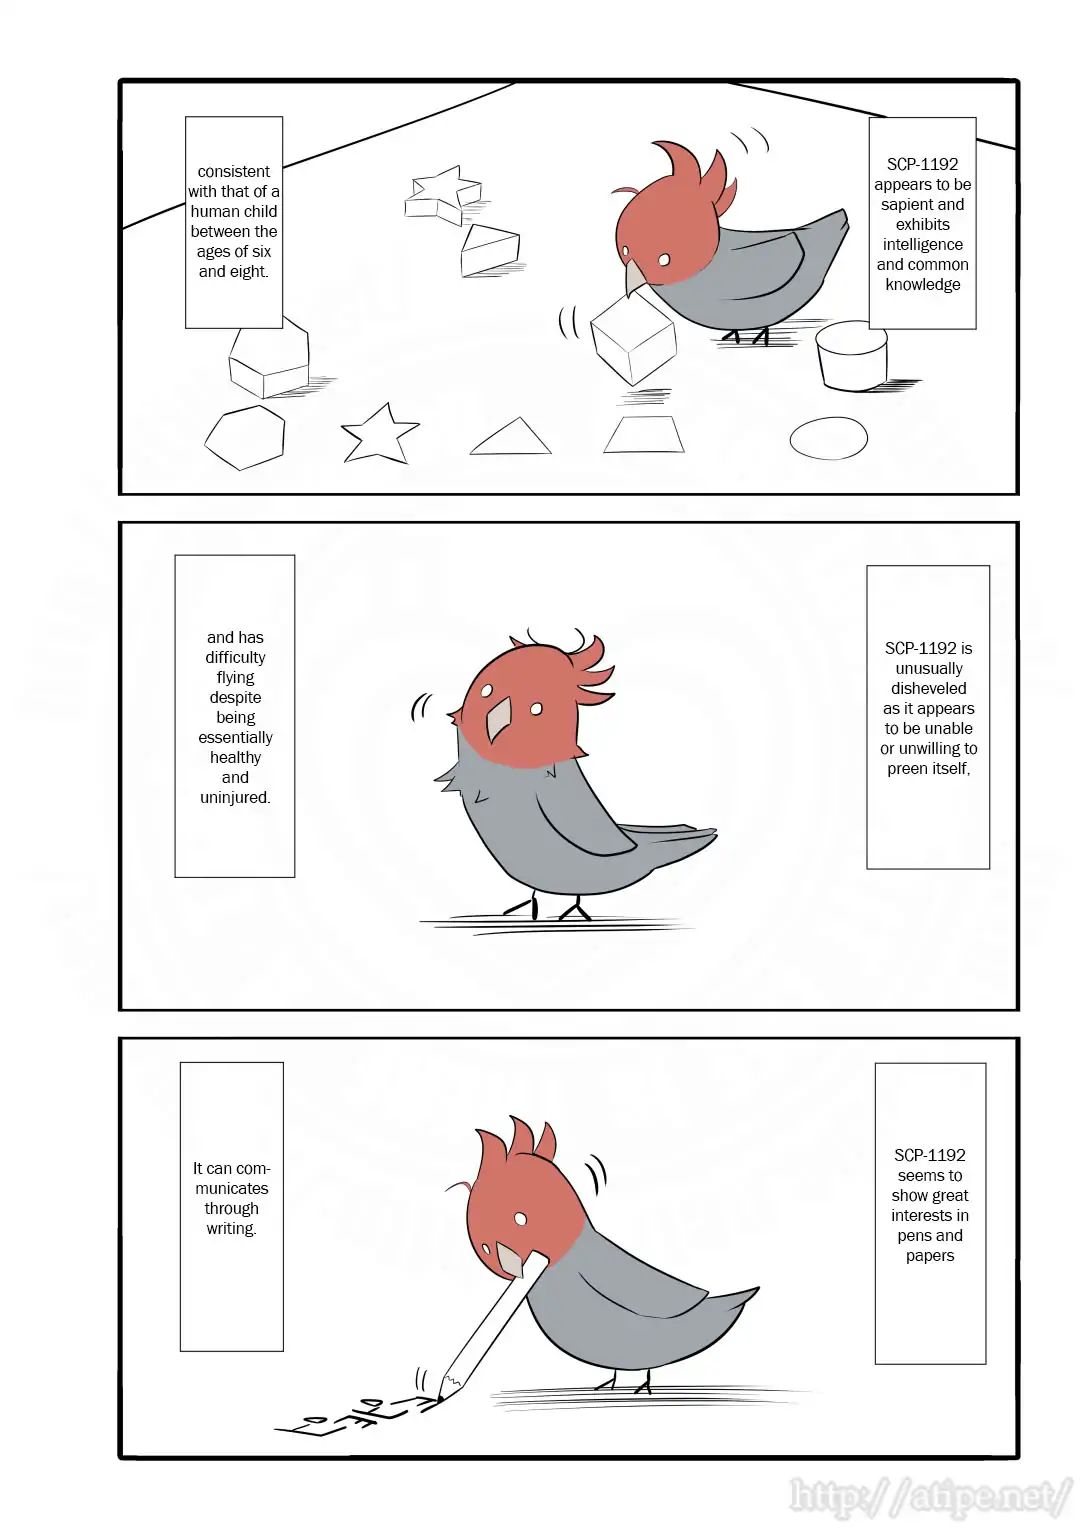 SCP-1192
appears to be
sapient and
exhibits
intelligence
and common
knowledge
consistent
with that of a
human child
between the
ages of six
and eight.
SCP-1192 is
unusually
disheveled
as it appears
to be unable
or unwilling to
preen itself,
and has
difficulty
flying
despite
being
essentially
healthy
and
uninjured.
SCP-1192
seems to
show great
interests in
pens and
papers
It can com-
municates
through
writing.
http://atipe.net/